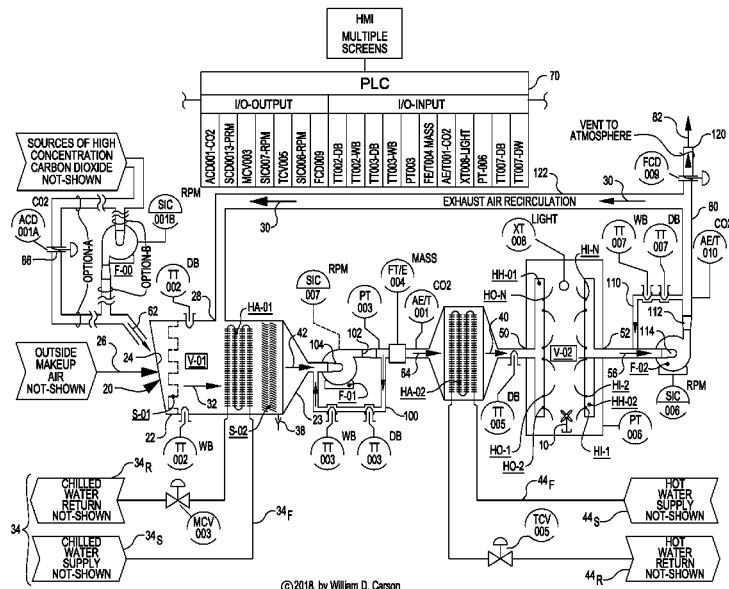 HMI
MULTIPLE
SCREENS
PLC
70
I/O-OUTPUT
I/O-INPUT
ACD001-CO2
SCD0013-PRM
MCV003
SIC007-RPM
TCV005
SIC006-RPM
FCD009
TT002-DB
TT002-WB
TT003-DB
TT003-WB
PT003
FE/T004 MASS
AE/T001-CO2
XT008-LIGHT
PT-006
TT007-DB
TT007-DW
82
120
VENT TO
ATMOSPHERE
FCD
009
SOURCES OF HIGH
CONCENTRATION
CARBON DIOXIDE
NOT-SHOWN
122
30
EXHAUST AIR RECIRCULATION
30
60
CO2
RPM
SIC
001B
ACD
001A
68
OPTION-A
OPTION-B
F-00
62
LIGHT
XT
008
WB
DB
TT
007
TT
007
CO2
AE/T
010
110
112
114
DB
TT
002
28
RPM
SIC
007
PT
003
MASS
FT/E
004
CO2
AE/T
001
HH-01
HO-N
HI-N
OUTSIDE
MAKEUP
AIR
NOT-SHOWN
26
20
24
V-01
32
HA-01
42
104
102
F-01
64
40
50
V-02
52
56
F-02
S-01
22
S-02
38
23
100
HA-02
TT
005
DB
HI-2
HH-02
HI-1
HO-1
HO-2
10
PT
006
RPM
SIC
006
TT
002
WB
WB
DB
TT
003
TT
003
34
34R
CHILLED
WATER
RETURN
NOT-SHOWN
MCV
003
34F
34S
CHILLED
WATER
SUPPLY
NOT-SHOWN
44F
44S
HOT
WATER
SUPPLY
NOT-SHOWN
TCV
005
44R
HOT
WATER
RETURN
NOT-SHOWN
©2018, by William D. Carson